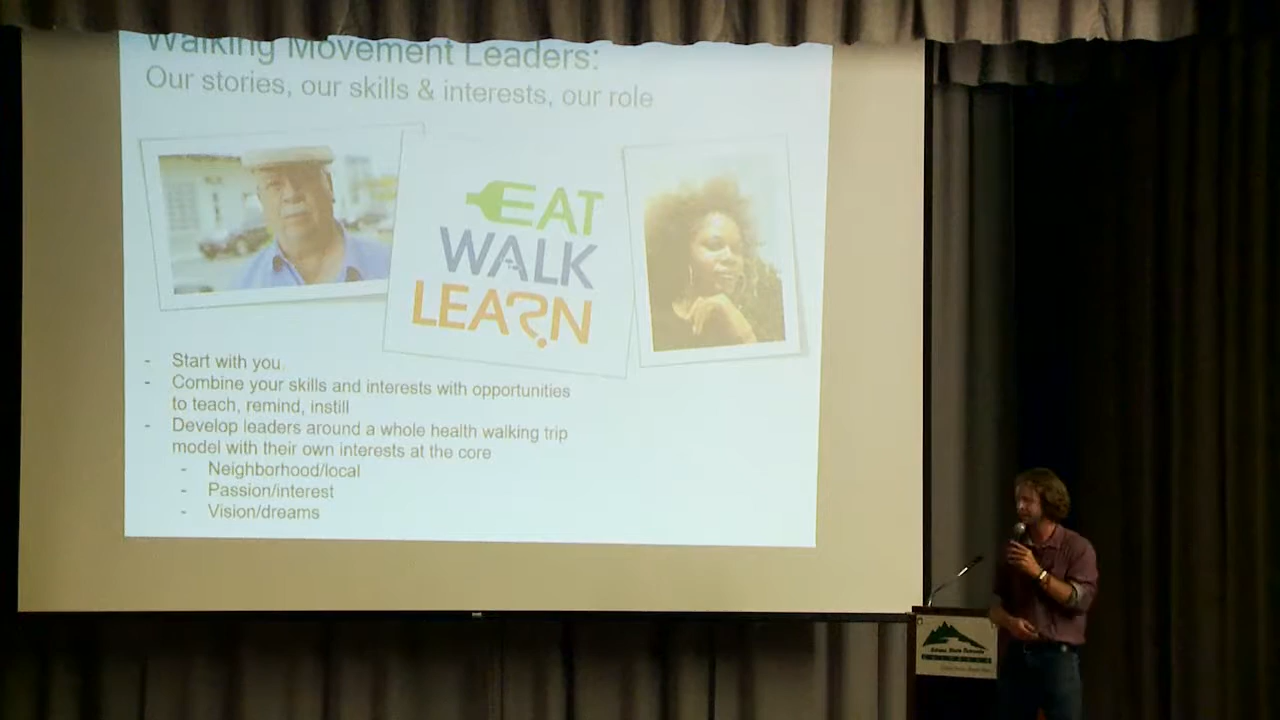 Walking Movement Leaders:
Our stories, our skills & interests, our role
EAT
WALK
LEARN
- Start with you.
- Combine your skills and interests with opportunities
to teach, remind, instill
- Develop leaders around a whole health walking trip
model with their own interests at the core
- Neighborhood/local
- Passion/interest
- Vision/dreams